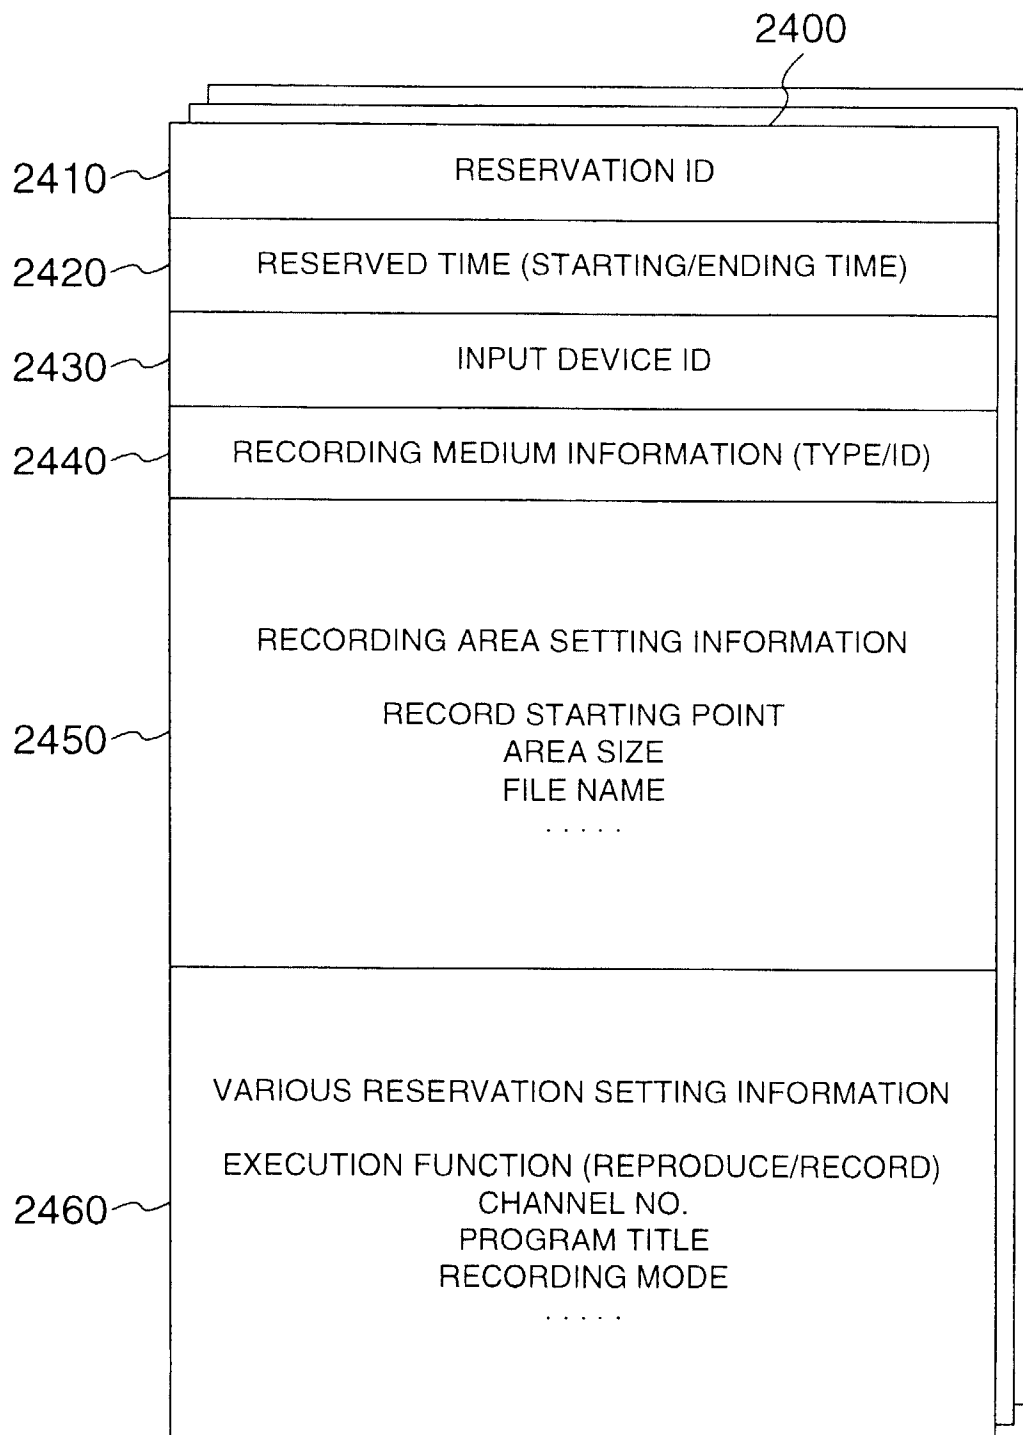 2400
2410
RESERVATION ID
2420
RESERVED TIME (STARTING/ENDING TIME)
2430
INPUT DEVICE ID
2440
RECORDING MEDIUM INFORMATION (TYPE/ID)
RECORDING AREA SETTING INFORMATION
2450
RECORD STARTING POINT
AREA SIZE
FILE NAME
. . . . .
VARIOUS RESERVATION SETTING INFORMATION
2460
EXECUTION FUNCTION (REPRODUCE/RECORD)
CHANNEL NO.
PROGRAM TITLE
RECORDING MODE
. . . . .